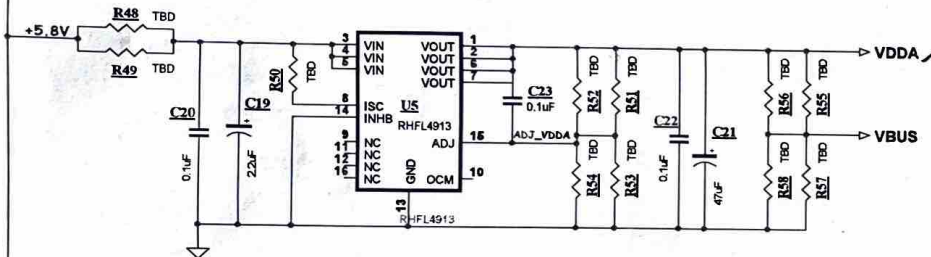 R48 TBD
+5,8V
R49 TBD
R50 TBD
C20 0.1uF
C19 2.2uF
3 VIN
4 VIN
5 VIN
8 ISC
14 INHB
9 NC
11 NC
12 NC
16 NC
U5
RHFL4913
GND
13
RHFL4913
VOUT 1
VOUT 2
VOUT 6
VOUT 7
ADJ 15
OCM 10
C23
0.1uF
ADJ_VDDA
R52 TBD
R51 TBD
R54 TBD
R53 TBD
C22
0.1uF
C21
47uF
R56 TBD
R55 TBD
R58 TBD
R57 TBD
VDDA
VBUS